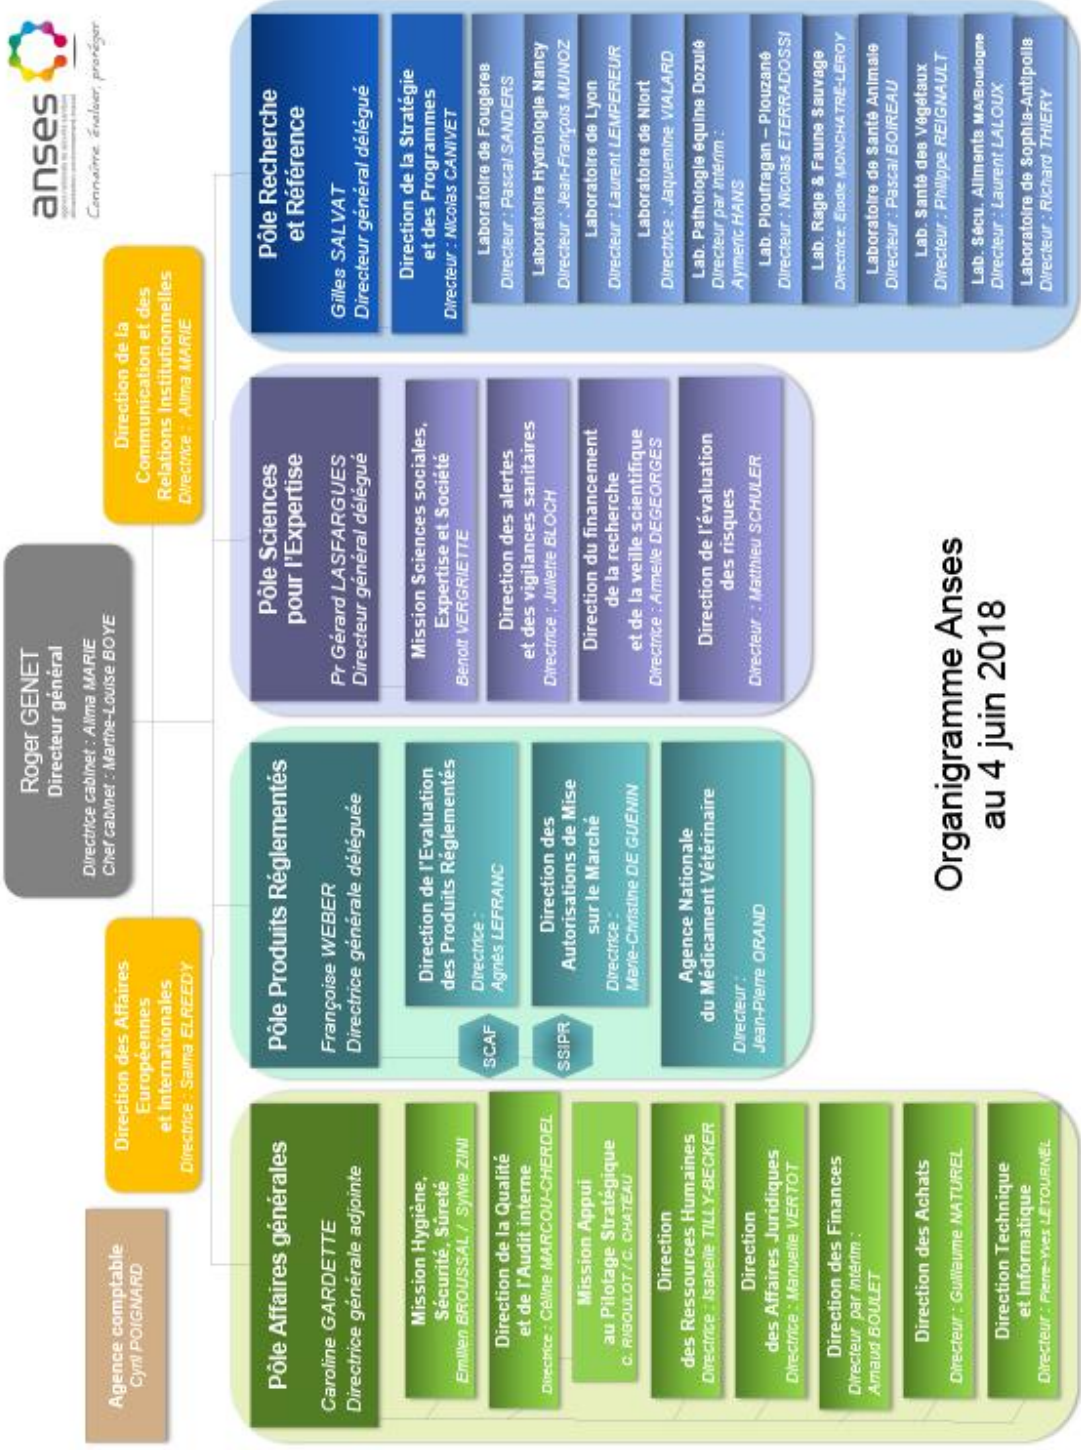 anses
Connaître, évaluer, protéger
Roger GENET
Directeur général
Directrice cabinet : Alima MARIE
Chef cabinet : Marthe-Louise BOYE
Agence comptable
Cyril POIGNARD
Direction des Affaires
Européennes
et Internationales
Directrice : Salma ELREEDY
Direction de la
Communication et des
Relations Institutionnelles
Directrice : Alima MARIE
Pôle Affaires générales
Caroline GARDETTE
Directrice générale adjointe
Mission Hygiène,
Sécurité, Sûreté
Emilien BROUSSAL / Sylvie ZINI
Direction de la Qualité
et de l'Audit interne
Directrice : Céline MARCOU-CHERDEL
Mission Appui
au Pilotage Stratégique
C. RIGOULOT / C. CHATEAU
Direction
des Ressources Humaines
Directrice : Isabelle TILLY-BECKER
Direction
des Affaires Juridiques
Directrice : Manuelle VERTOT
Direction des Finances
Directeur par Intérim :
Arnaud BOULET
Direction des Achats
Directeur : Guillaume NATUREL
Direction Technique
et Informatique
Directeur : Pierre-Yves LETOURNEL
Pôle Produits Réglementés
Françoise WEBER
Directrice générale déléguée
SCAF
SSIPR
Direction de l'Evaluation
des Produits Réglementés
Directrice :
Agnès LEFRANC
Direction des
Autorisations de Mise
sur le Marché
Directrice :
Marie-Christine DE GUENIN
Agence Nationale
du Médicament Vétérinaire
Directeur :
Jean-Pierre ORAND
Pôle Sciences
pour l'Expertise
Pr Gérard LASFARGUES
Directeur général délégué
Mission Sciences sociales,
Expertise et Société
Benoît VERGRIETTE
Direction des alertes
et des vigilances sanitaires
Directrice : Juliette BLOCH
Direction du financement
de la recherche
et de la veille scientifique
Directrice : Armelle DEGEORGES
Direction de l'évaluation
des risques
Directeur : Matthieu SCHULER
Pôle Recherche
et Référence
Gilles SALVAT
Directeur général délégué
Direction de la Stratégie
et des Programmes
Directeur : Nicolas CANIVET
Laboratoire de Fougères
Directeur : Pascal SANDERS
Laboratoire Hydrologie Nancy
Directeur : Jean-François MUNOZ
Laboratoire de Lyon
Directeur : Laurent LEMPEREUR
Laboratoire de Niort
Directrice : Jaquemine VIALARD
Lab. Pathologie équine Dozulé
Directeur par Intérim :
Aymeric HANS
Lab. Ploufragan – Plouzané
Directeur : Nicolas ETERRADOSSI
Lab. Rage & Faune Sauvage
Directrice: Elodie MONCHATRE-LEROY
Laboratoire de Santé Animale
Directeur : Pascal BOIREAU
Lab. Santé des Végétaux
Directeur : Philippe REIGNAULT
Lab. Sécu. Aliments MA/Boulogne
Directeur : Laurent LALOUX
Laboratoire de Sophia-Antipolis
Directeur : Richard THIERY
Organigramme Anses
au 4 juin 2018